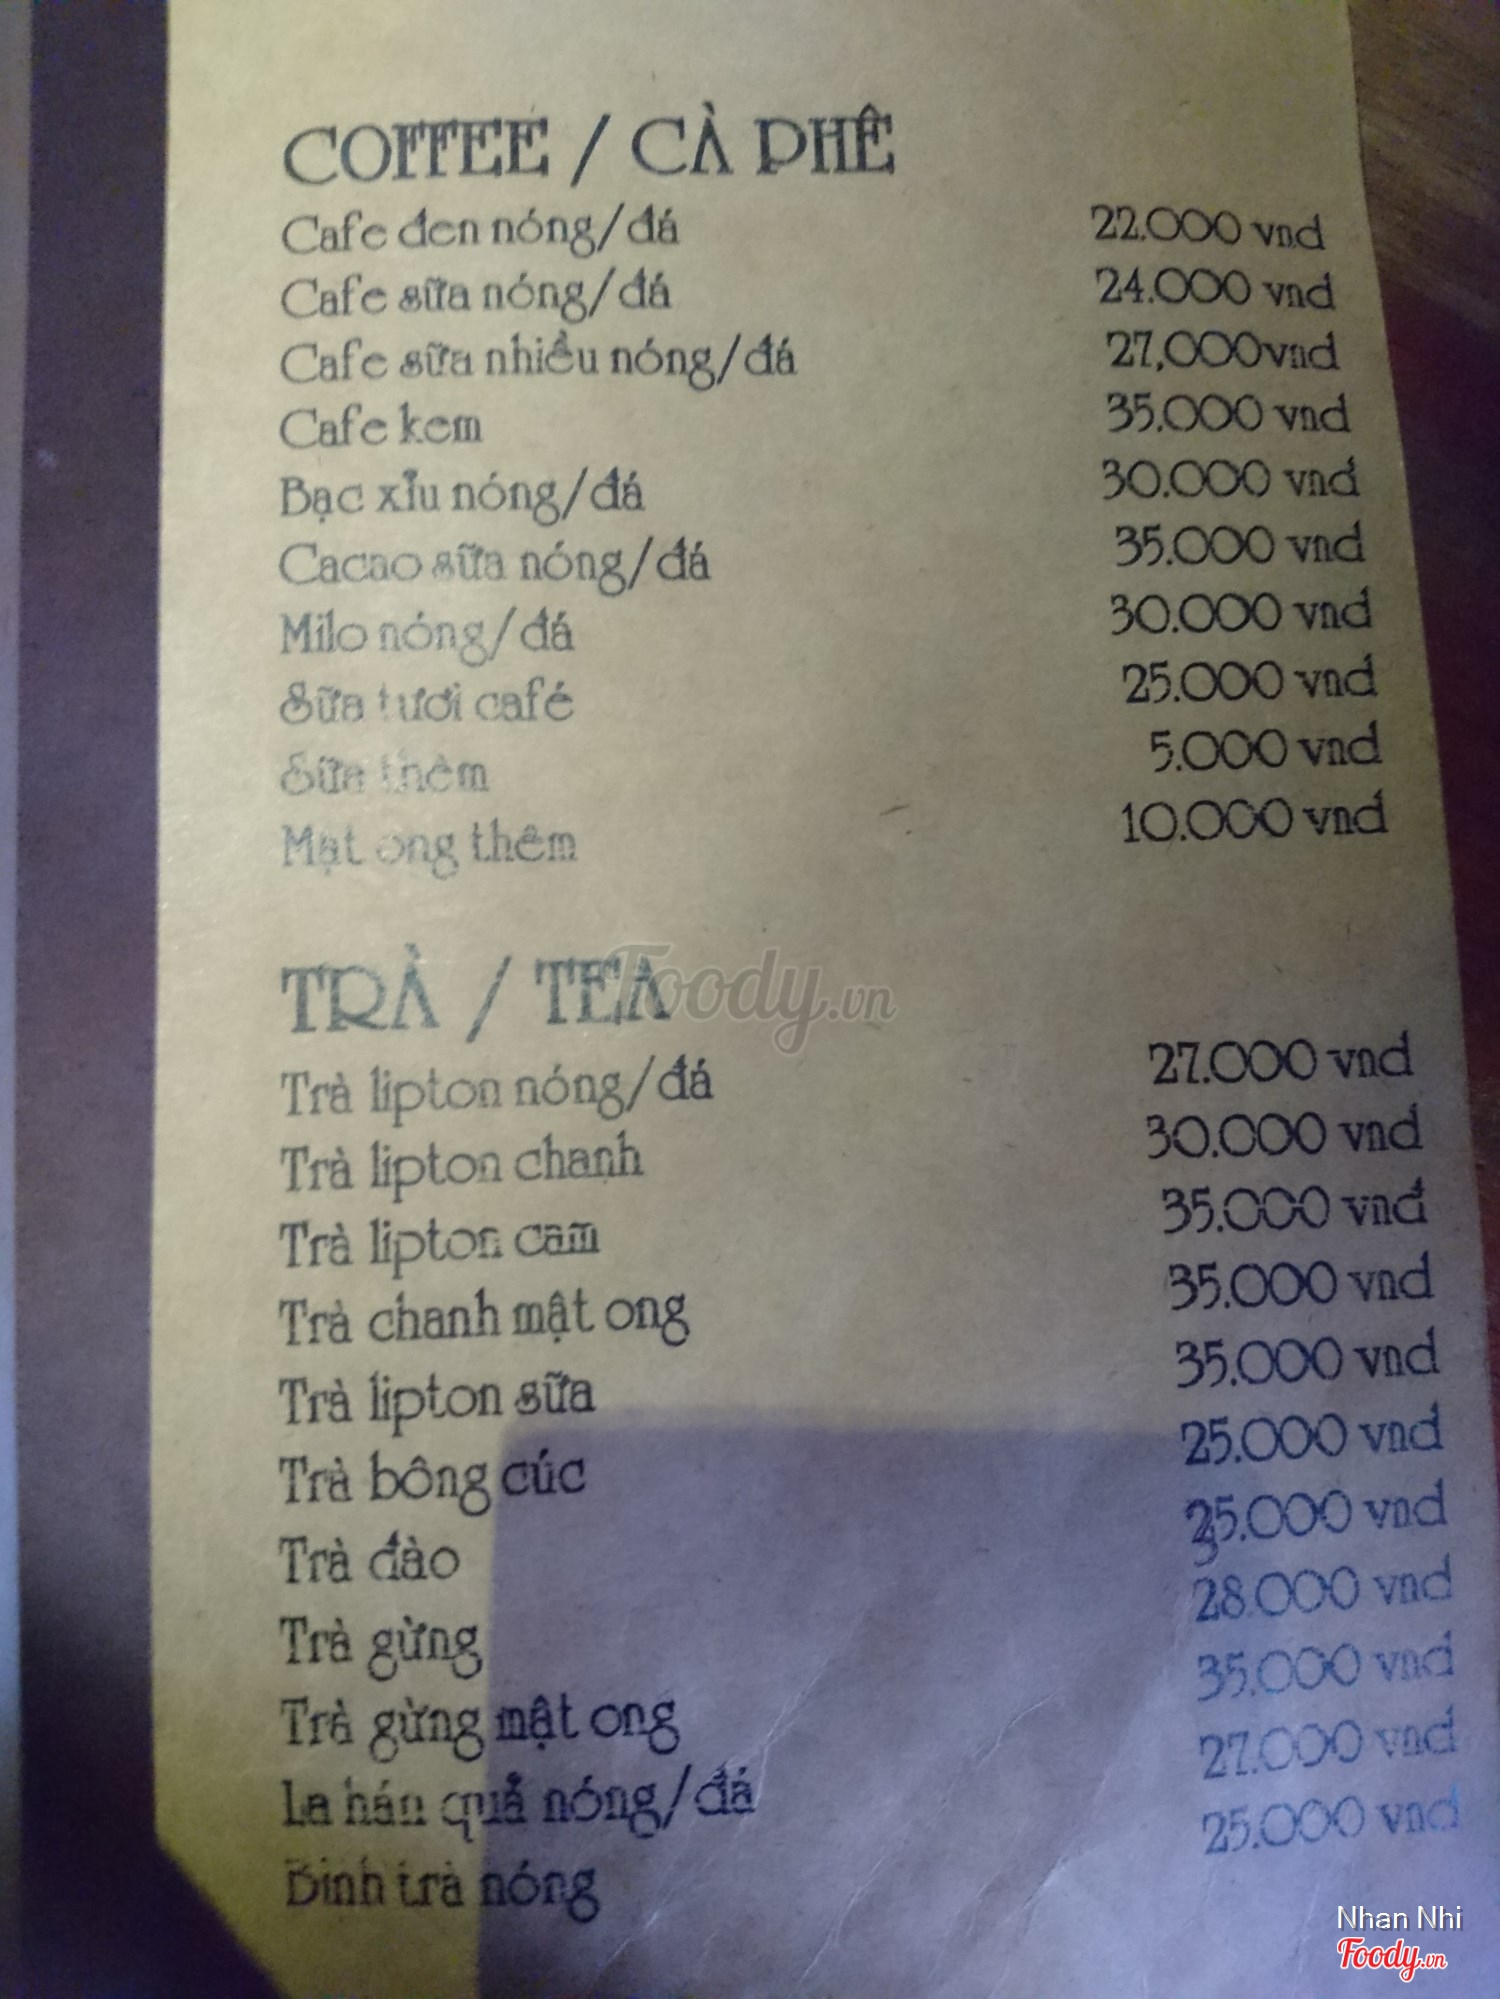 COFFEE / CÀ PHÊ
Cafe đen nóng/đá 22.000 vnd
Cafe sữa nóng/đá 24.000 vnd
Cafe sữa nhiều nóng/đá 27,000vnd
Cafe kem 35.000 vnd
Bạc xỉu nóng/đá 30.000 vnd
Cacao sữa nóng/đá 35.000 vnd
Milo nóng/đá 30.000 vnd
Sữa tươi café 25.000 vnd
Sữa thêm 5.000 vnd
Mật ong thêm 10.000 vnd
TRÀ / TEA
Foody.vn
Trà lipton nóng/đá 27.000 vnd
Trà lipton chanh 30.000 vnd
Trà lipton cam 35.000 vnd
Trà chanh mật ong 35.000 vnd
Trà lipton sữa 35.000 vnd
Trà bông cúc 25.000 vnd
Trà đào 25.000 vnd
Trà gừng 28.000 vnd
Trà gừng mật ong 35.000 vnd
La hán quả nóng/đá 27.000 vnd
Bình trà nóng 25.000 vnd
Nhan Nhi
Foody.vn